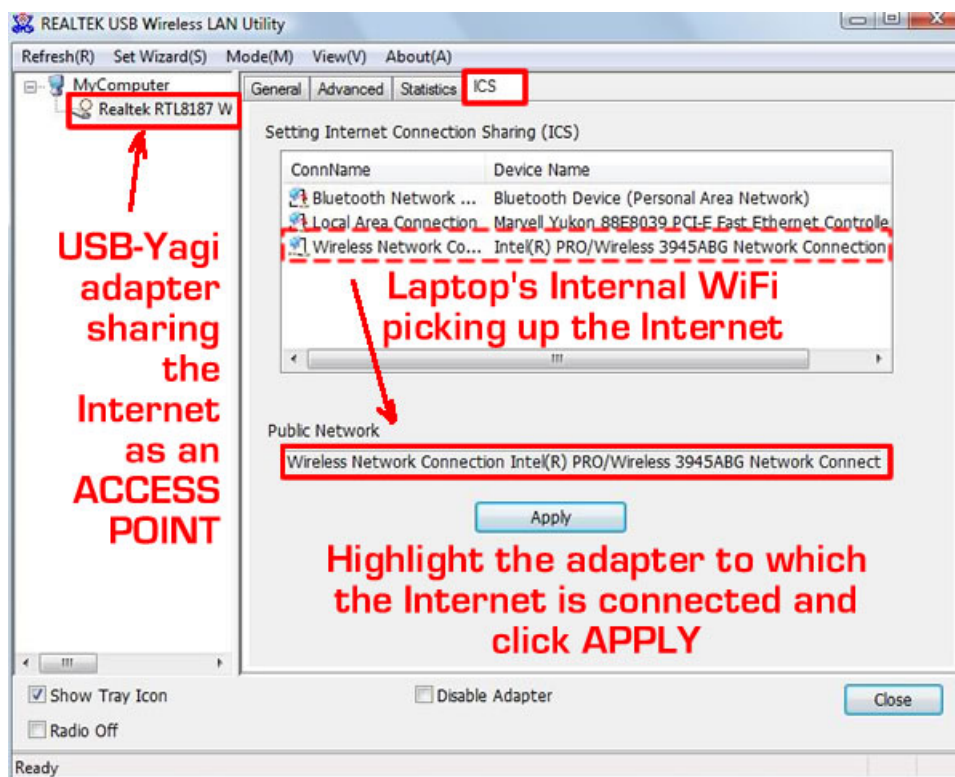 REALTEK USB Wireless LAN Utility
Refresh(R) Set Wizard(S) Mode(M) View(V) About(A)
MyComputer
Realtek RTL8187 W
General Advanced Statistics ICS
Setting Internet Connection Sharing (ICS)
ConnName Device Name
Bluetooth Network ... Bluetooth Device (Personal Area Network)
Local Area Connection Marvell Yukon 88E8039 PCI-E Fast Ethernet Controlle
Wireless Network Co... Intel(R) PRO/Wireless 3945ABG Network Connection
USB-Yagi
adapter
sharing
the
Internet
as an
ACCESS
POINT
Laptop's Internal WiFi
picking up the Internet
Public Network
Wireless Network Connection Intel(R) PRO/Wireless 3945ABG Network Connect
Apply
Highlight the adapter to which
the Internet is connected and
click APPLY
Show Tray Icon Disable Adapter Close
Radio Off
Ready